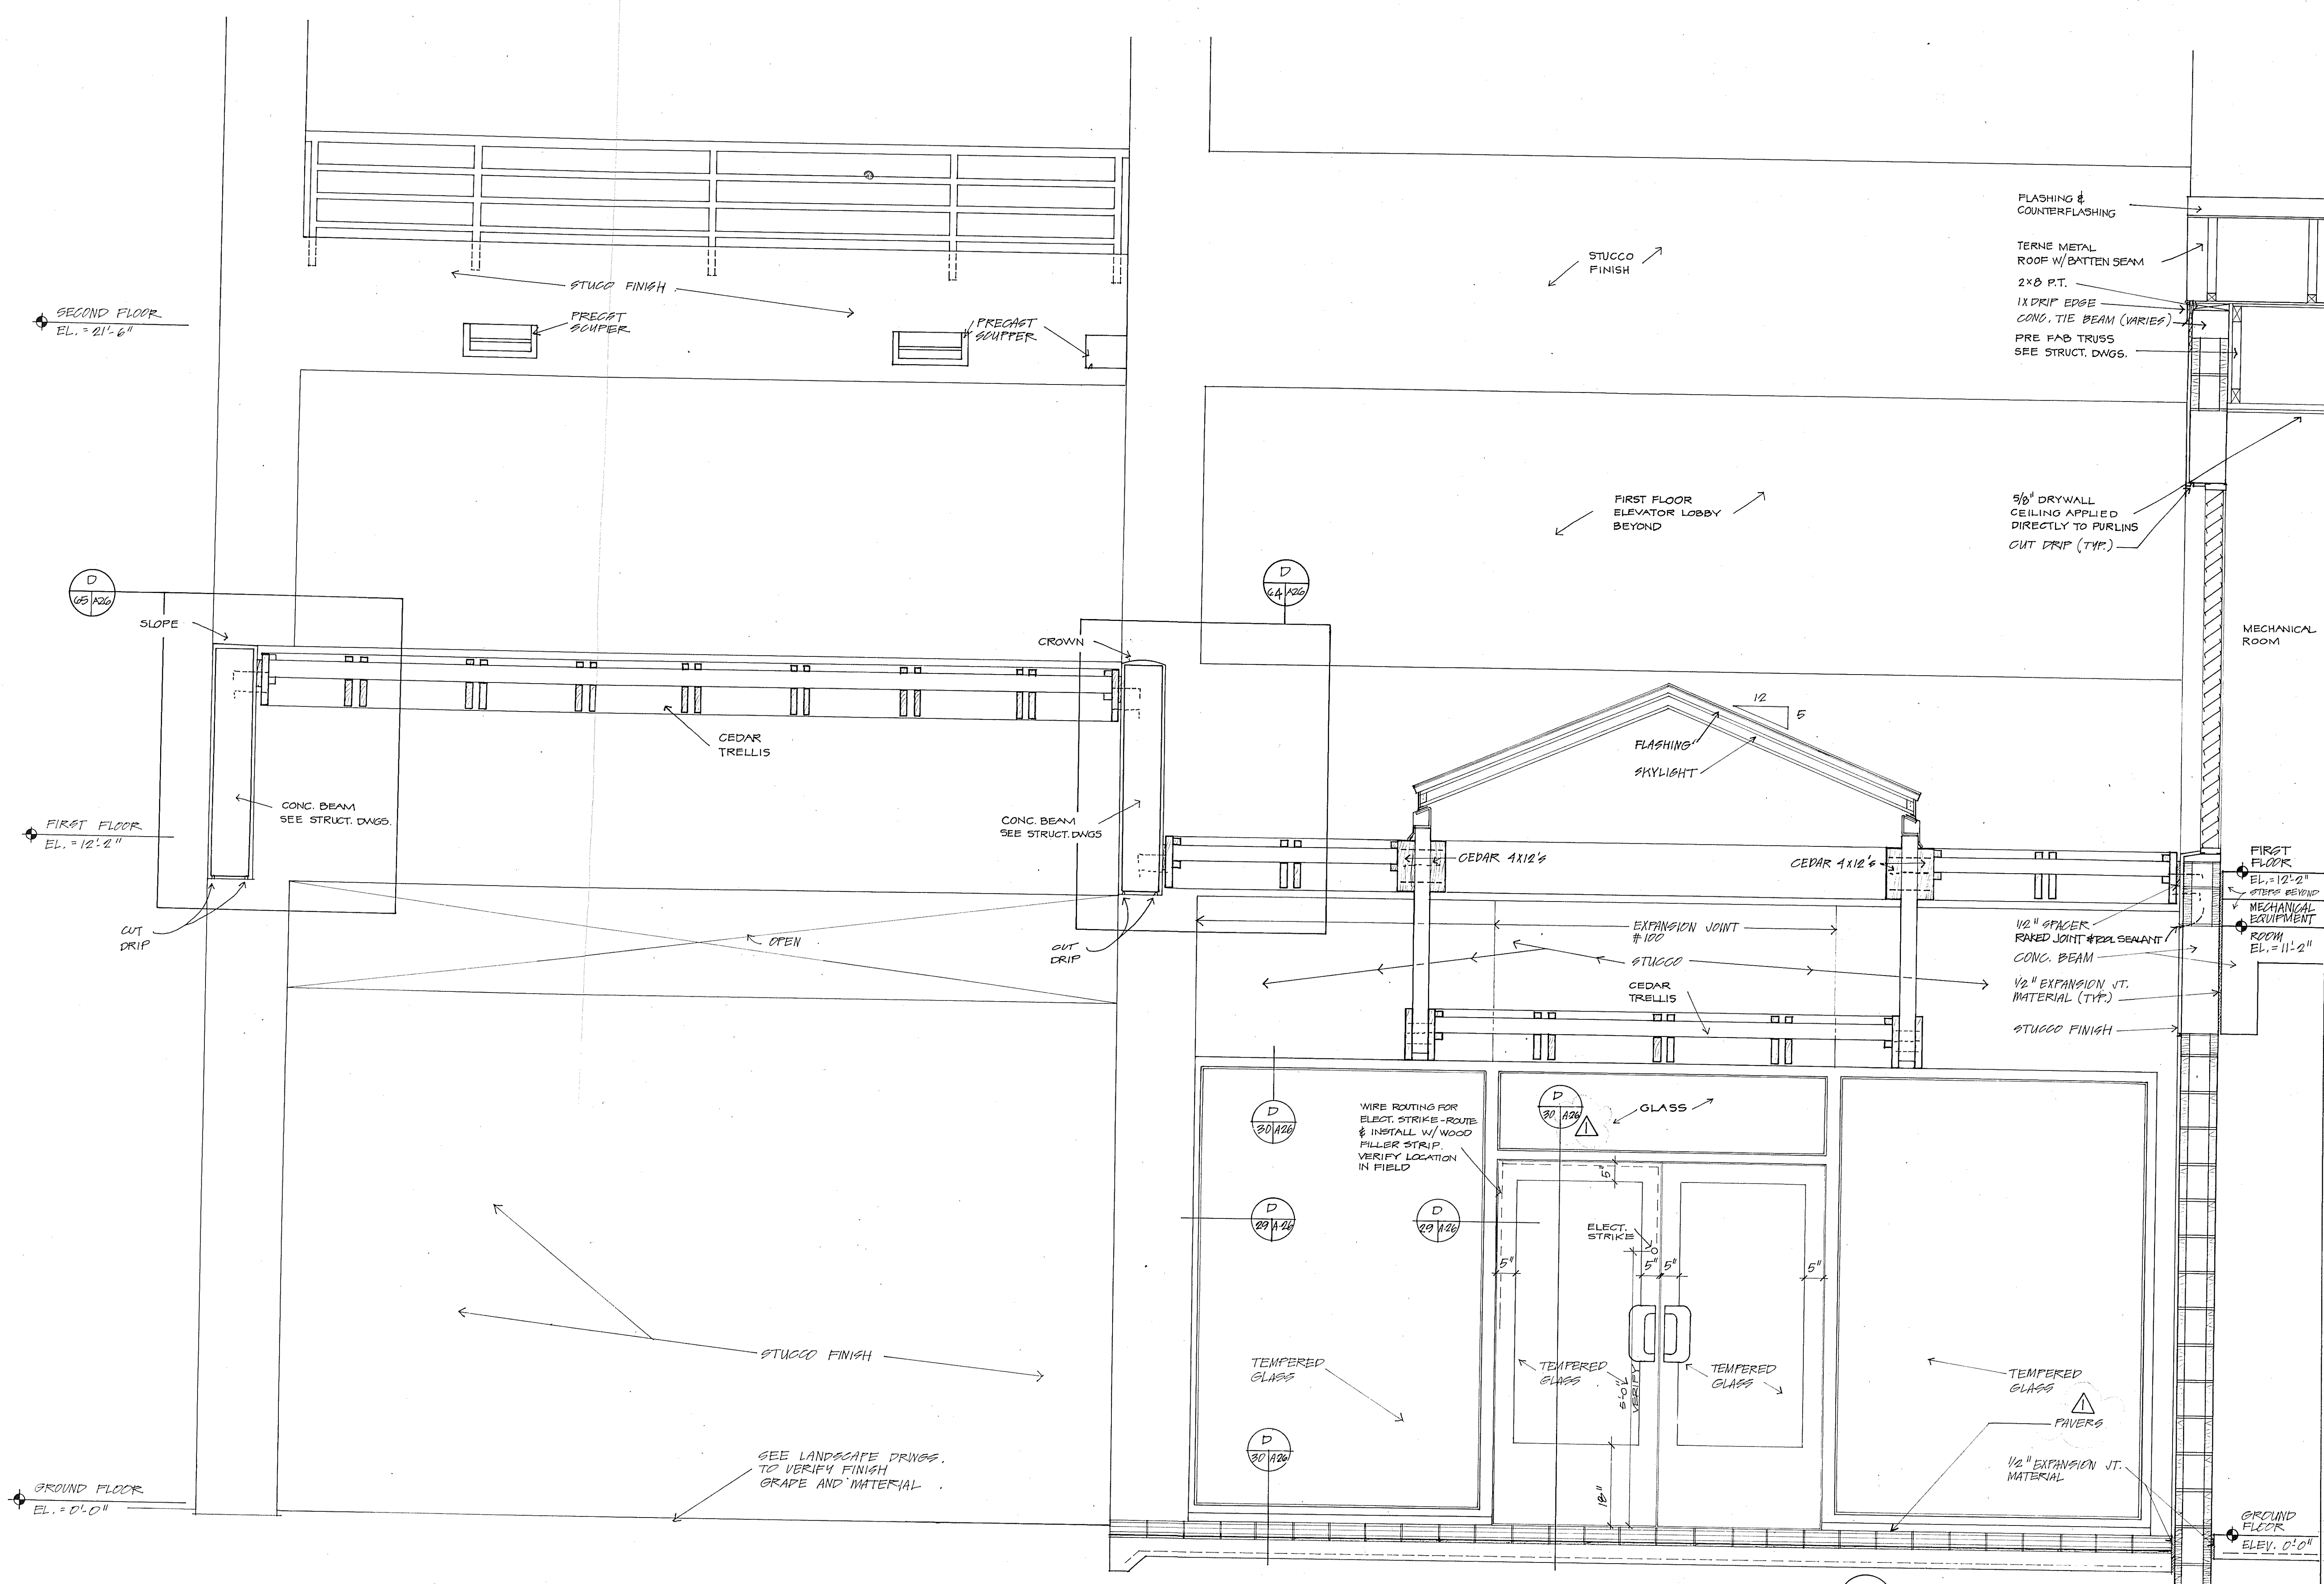 FLASHING &
COUNTERFLASHING
TERNE METAL
ROOF W/BATTEN SEAM
2X8 P.T.
1X DRIP EDGE
CONC. TIE BEAM (VARIES)
PRE FAB TRUSS
SEE STRUCT. DWGS.
STUCCO
FINISH
STUCO FINISH
SECOND FLOOR
EL. = 21'-6"
PRECST
SCUPER
PRECAST
SCUPPER
FIRST FLOOR
ELEVATOR LOBBY
BEYOND
5/8" DRYWALL
CEILING APPLIED
DIRECTLY TO PURLINS
CUT DRIP (TYP.)
D
65 A26
SLOPE
D
64 A26
CROWN
MECHANICAL
ROOM
12
5
FLASHING
SKYLIGHT
CEDAR
TRELLIS
CONC. BEAM
SEE STRUCT. DWGS.
CONC. BEAM
SEE STRUCT. DWGS
FIRST FLOOR
EL. = 12'-2"
CEDAR 4X12'S
CEDAR 4X12'S
FIRST
FLOOR
EL. = 12'-2"
STEPS BEYOND
MECHANICAL
EQUIPMENT
ROOM
EL. = 11'-2"
CUT
DRIP
OPEN
CUT
DRIP
EXPANSION JOINT
#100
STUCCO
CEDAR
TRELLIS
1/2" SPACER
RAKED JOINT & POL SEALANT
CONC. BEAM
1/2" EXPANSION JT.
MATERIAL (TYP.)
STUCCO FINISH
D
30 A26
WIRE ROUTING FOR
ELECT. STRIKE-ROUTE
& INSTALL W/ WOOD
FILLER STRIP.
VERIFY LOCATION
IN FIELD
D
30 A26
1
GLASS
5"
D
29 A-26
D
29 A-26
ELECT.
STRIKE
5"
5"
5"
5"
STUCCO FINISH
TEMPERED
GLASS
TEMPERED
GLASS
TEMPERED
GLASS
VERIFY
TEMPERED
GLASS
1
PAVERS
D
30 A26
18"
SEE LANDSCAPE DRWGS.
TO VERIFY FINISH
GRADE AND MATERIAL
1/2" EXPANSION JT.
MATERIAL
GROUND FLOOR
EL. = 0'-0"
GROUND
FLOOR
ELEV. 0'-0"